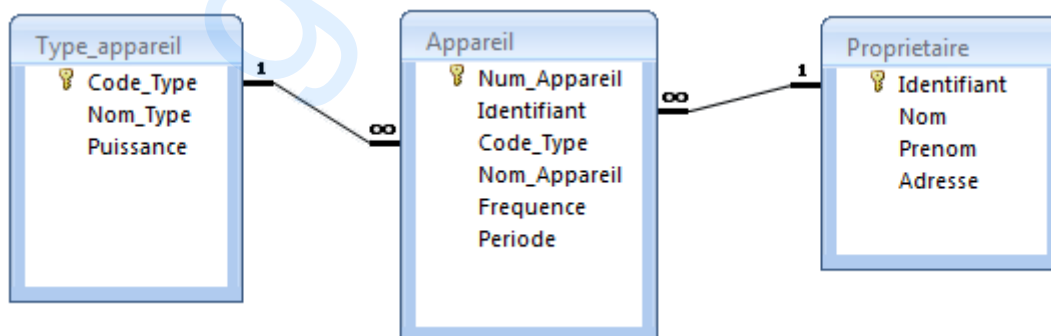 Type_appareil
Code_Type
Nom_Type
Puissance
1
∞
Appareil
Num_Appareil
Identifiant
Code_Type
Nom_Appareil
Frequence
Periode
∞
1
Proprietaire
Identifiant
Nom
Prenom
Adresse